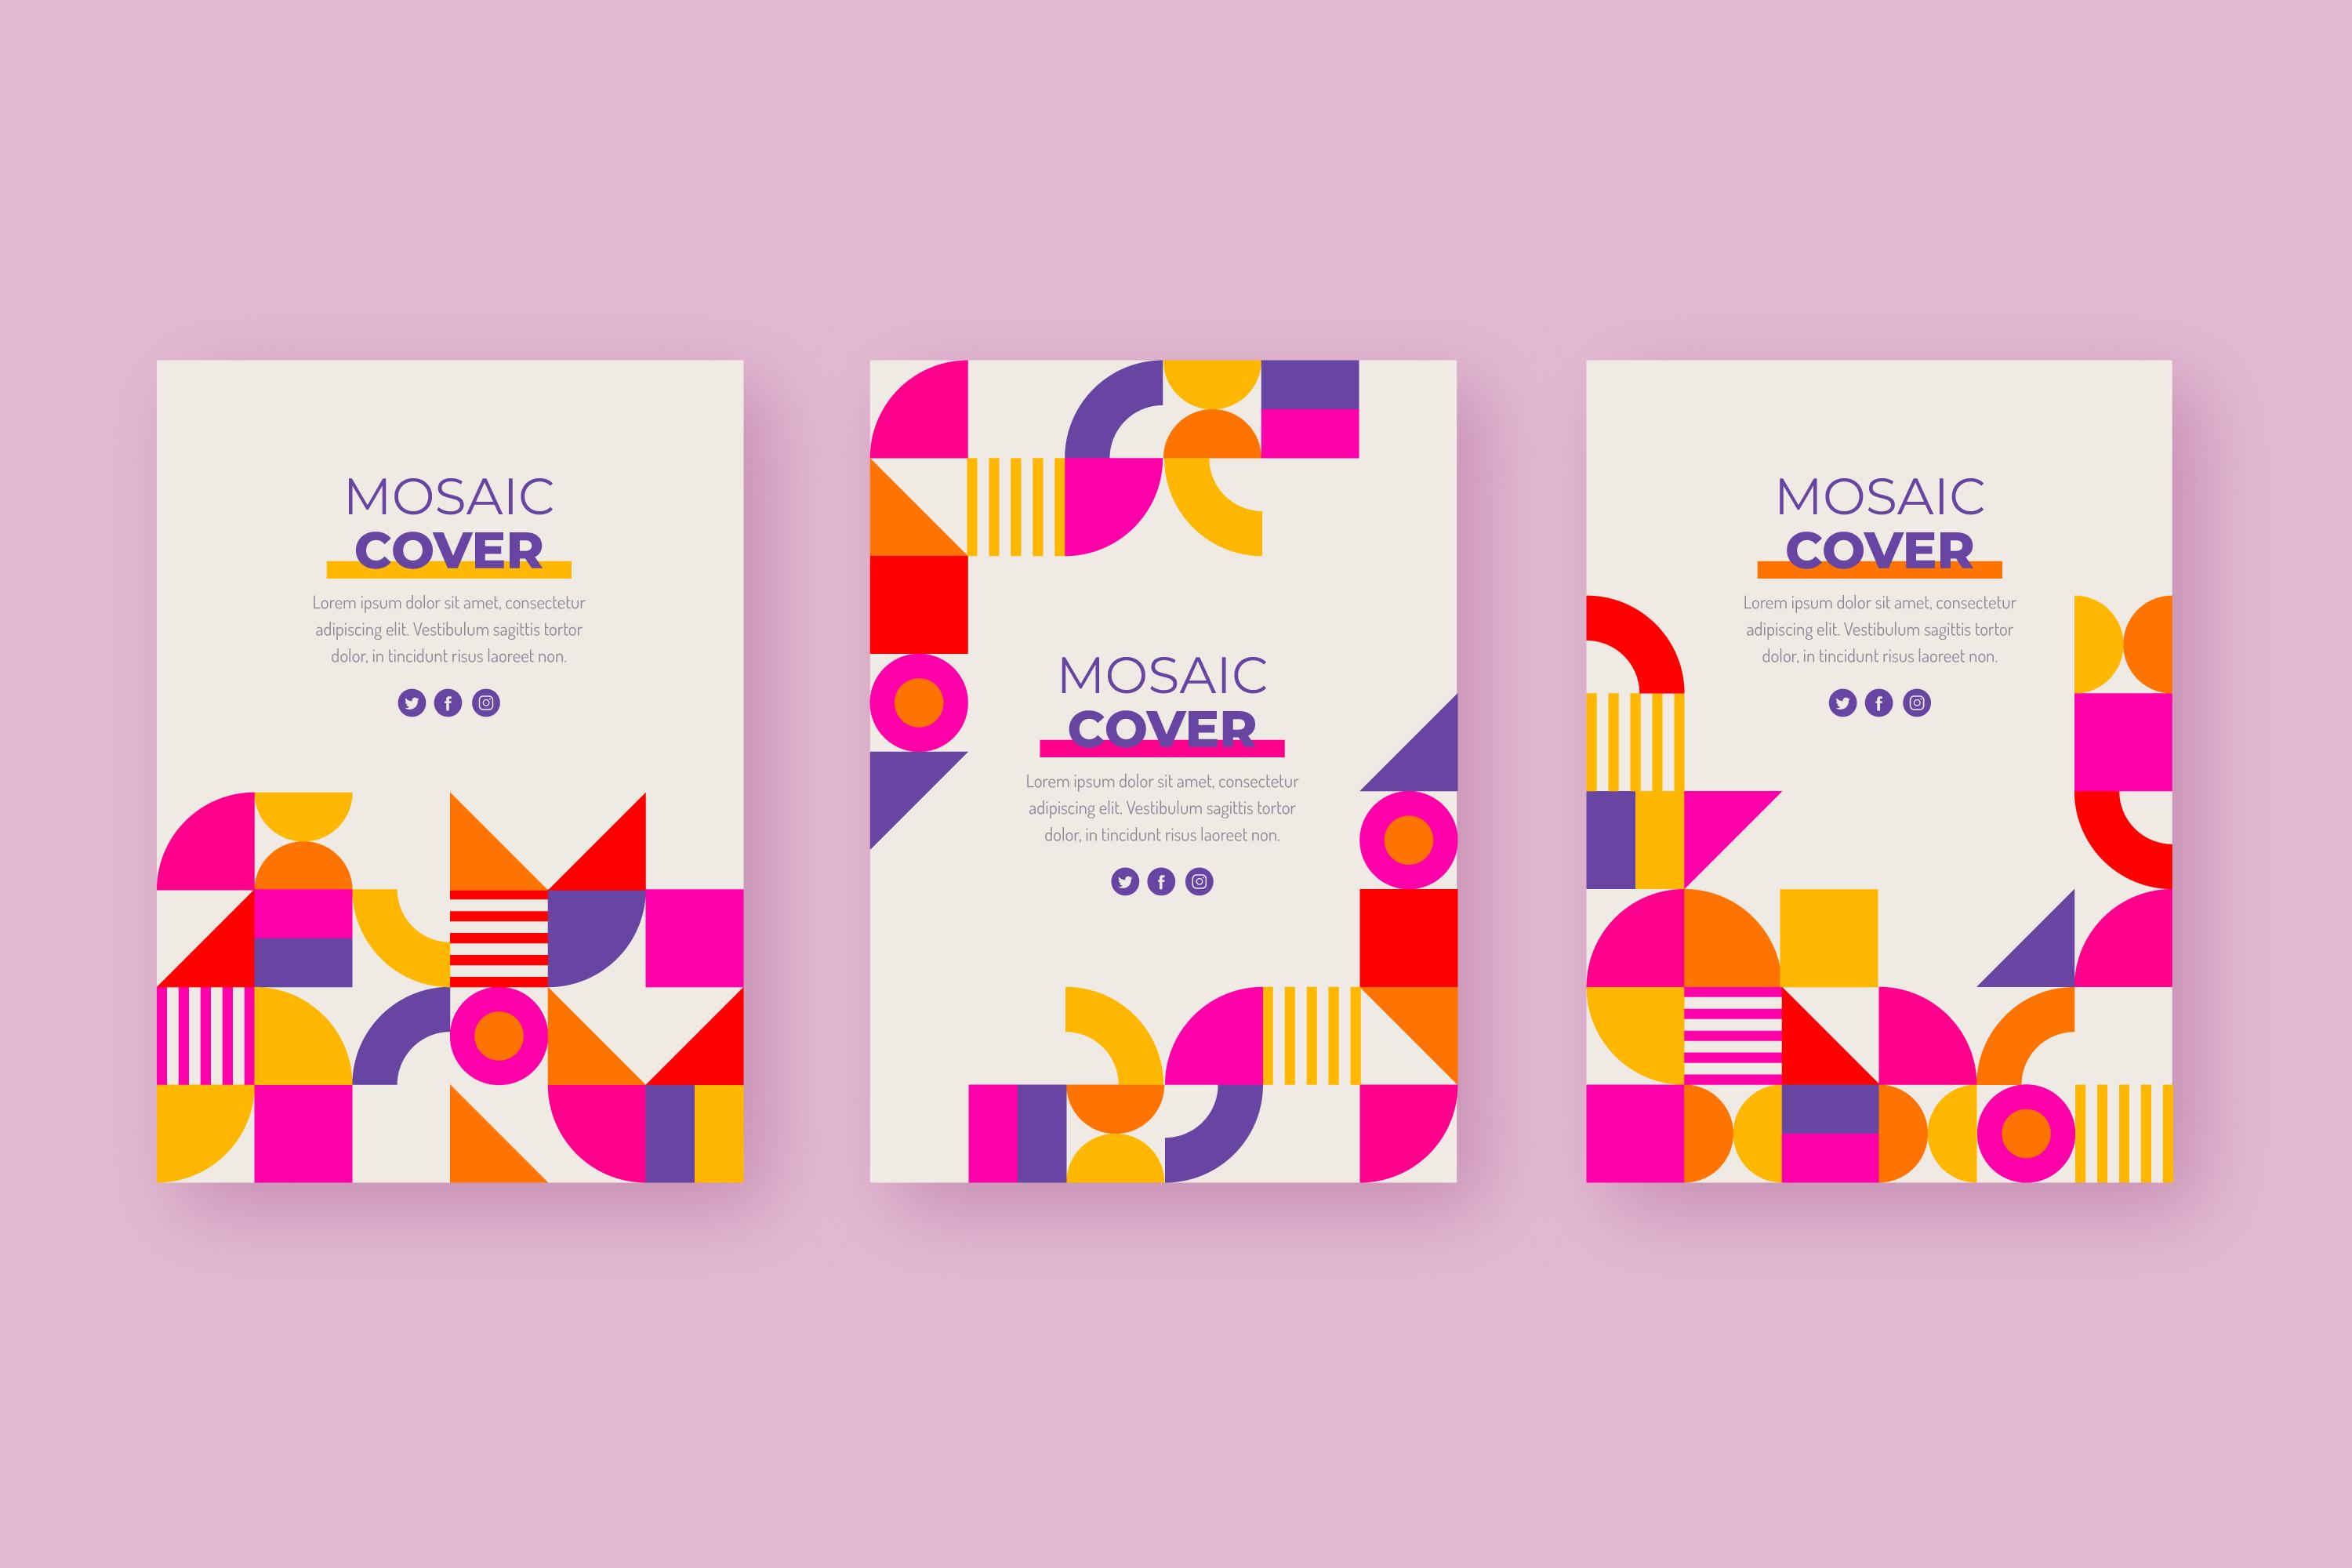 MOSAIC
COVER
Lorem ipsum dolor sit amet, consectetur
adipiscing elit. Vestibulum sagittis tortor
dolor, in tincidunt risus laoreet non.
MOSAIC
COVER
Lorem ipsum dolor sit amet, consectetur
adipiscing elit. Vestibulum sagittis tortor
dolor, in tincidunt risus laoreet non.
MOSAIC
COVER
Lorem ipsum dolor sit amet, consectetur
adipiscing elit. Vestibulum sagittis tortor
dolor, in tincidunt risus laoreet non.